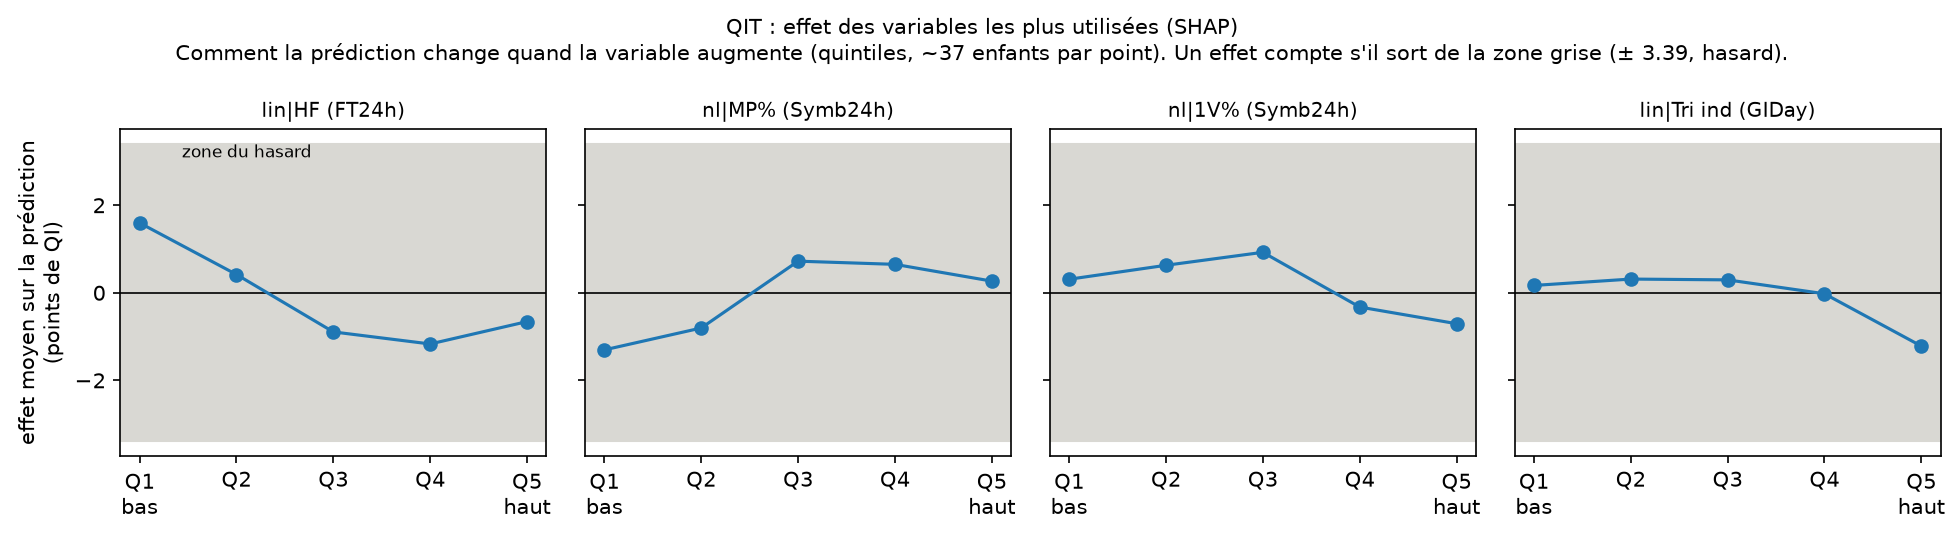 QIT : effet des variables les plus utilisées (SHAP)
Comment la prédiction change quand la variable augmente (quintiles, ~37 enfants par point). Un effet compte s'il sort de la zone grise (± 3.39, hasard).
lin|HF (FT24h)
nl|MP% (Symb24h)
nl|1V% (Symb24h)
lin|Tri ind (GIDay)
zone du hasard
effet moyen sur la prédiction
(points de QI)
2
0
−2
Q1 Q2 Q3 Q4 Q5
bas haut
Q1 Q2 Q3 Q4 Q5
bas haut
Q1 Q2 Q3 Q4 Q5
bas haut
Q1 Q2 Q3 Q4 Q5
bas haut